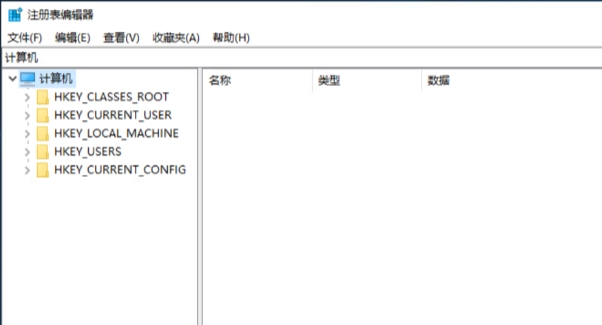 注册表编辑器
文件(F) 编辑(E) 查看(V) 收藏夹(A) 帮助(H)
计算机
计算机
名称 类型 数据
HKEY_CLASSES_ROOT
HKEY_CURRENT_USER
HKEY_LOCAL_MACHINE
HKEY_USERS
HKEY_CURRENT_CONFIG